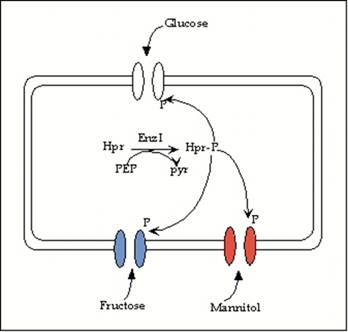 Glucose
P
EnzI
Hpr Hpr-P
PEP pyr
P P
Fructose Mannitol